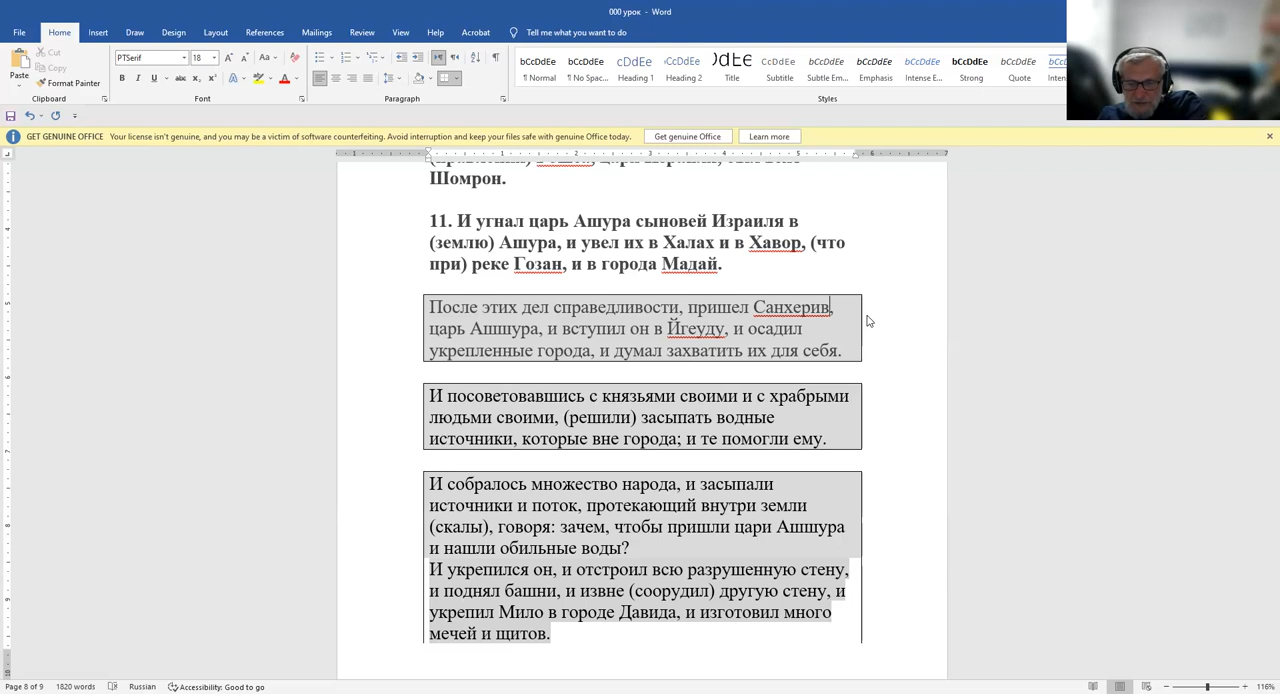 000 урок - Word
File Home Insert Draw Design Layout References Mailings Review View Help Acrobat Tell me what you want to do
Paste Cut Copy Format Painter
PTSerif 18
¶ Normal ¶ No Spac... Heading 1 Heading 2 Title Subtitle Subtle Em... Emphasis Intense E... Strong Quote
Clipboard Font Paragraph Styles
GET GENUINE OFFICE Your license isn't genuine, and you may be a victim of software counterfeiting. Avoid interruption and keep your files safe with genuine Office today. Get genuine Office Learn more
Шомрон.
11. И угнал царь Ашура сыновей Израиля в
(землю) Ашура, и увел их в Халах и в Хавор, (что
при) реке Гозан, и в города Мадай.
После этих дел справедливости, пришел Санхерив,
царь Ашшура, и вступил он в Йгеуду, и осадил
укрепленные города, и думал захватить их для себя.
И посоветовавшись с князьями своими и с храбрыми
людьми своими, (решили) засыпать водные
источники, которые вне города; и те помогли ему.
И собралось множество народа, и засыпали
источники и поток, протекающий внутри земли
(скалы), говоря: зачем, чтобы пришли цари Ашшура
и нашли обильные воды?
И укрепился он, и отстроил всю разрушенную стену,
и поднял башни, и извне (соорудил) другую стену, и
укрепил Мило в городе Давида, и изготовил много
мечей и щитов.
Page 8 of 9 1820 words Russian Accessibility: Good to go 116%